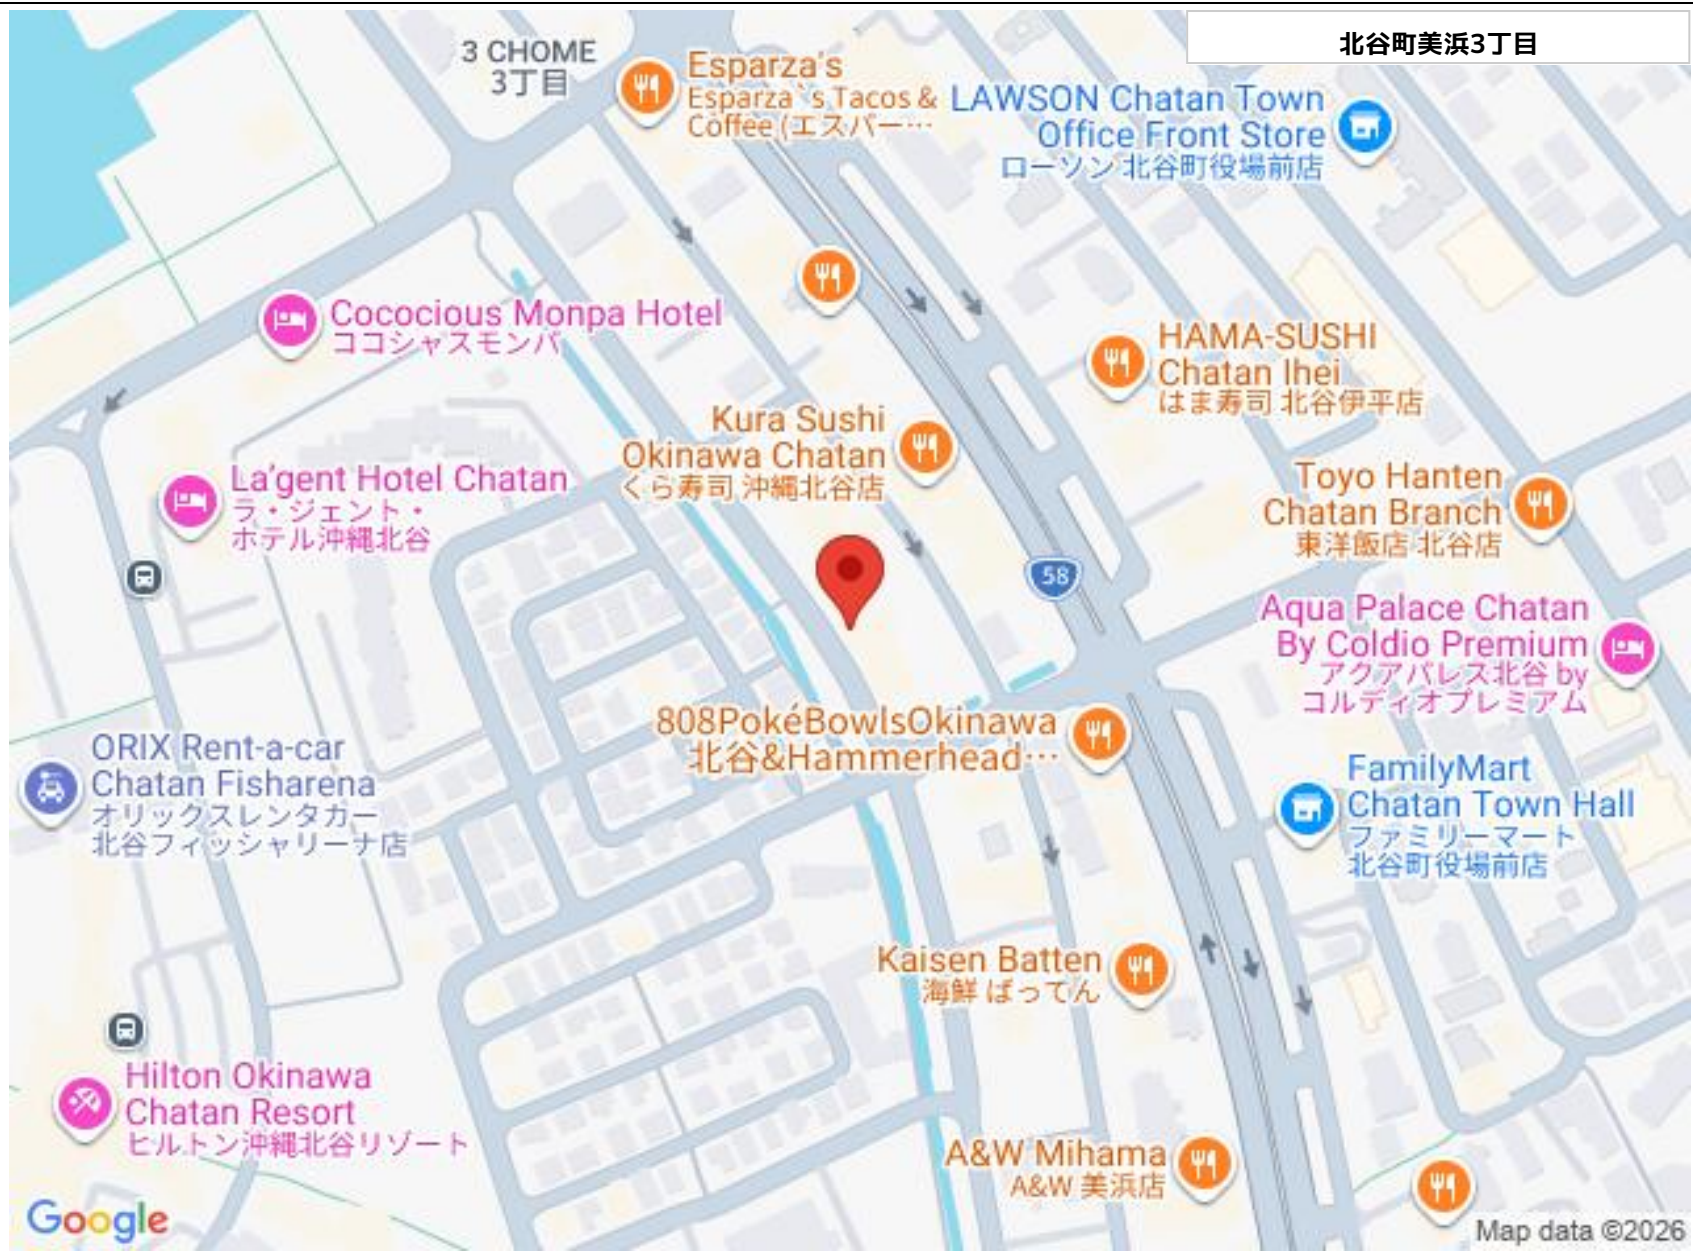 北谷町美浜3丁目
3 CHOME
3丁目
Esparza's
Esparza`s Tacos &
Coffee (エスパー…
LAWSON Chatan Town
Office Front Store
ローソン 北谷町役場前店
Cococious Monpa Hotel
ココシャスモンパ
HAMA-SUSHI
Chatan Ihei
はま寿司 北谷伊平店
Kura Sushi
Okinawa Chatan
くら寿司 沖縄北谷店
La'gent Hotel Chatan
ラ・ジェント・
ホテル沖縄北谷
Toyo Hanten
Chatan Branch
東洋飯店 北谷店
58
Aqua Palace Chatan
By Coldio Premium
アクアパレス北谷 by
コルディオプレミアム
808PokéBowlsOkinawa
北谷&Hammerhead…
ORIX Rent-a-car
Chatan Fisharena
オリックスレンタカー
北谷フィッシャリーナ店
FamilyMart
Chatan Town Hall
ファミリーマート
北谷町役場前店
Kaisen Batten
海鮮 ばってん
Hilton Okinawa
Chatan Resort
ヒルトン沖縄北谷リゾート
A&W Mihama
A&W 美浜店
Google
Map data ©2026